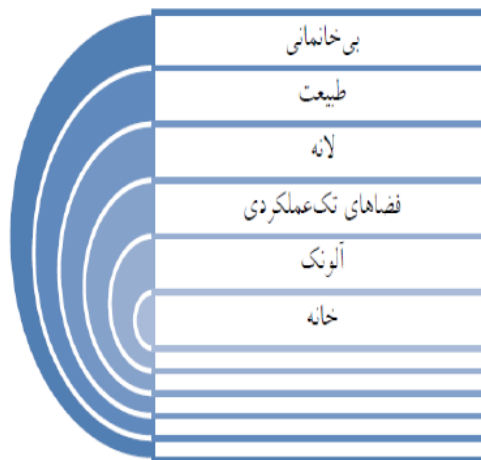 بی‌خانمانی
طبیعت
لانه
فضاهای تک‌عملکردی
آلونک
خانه